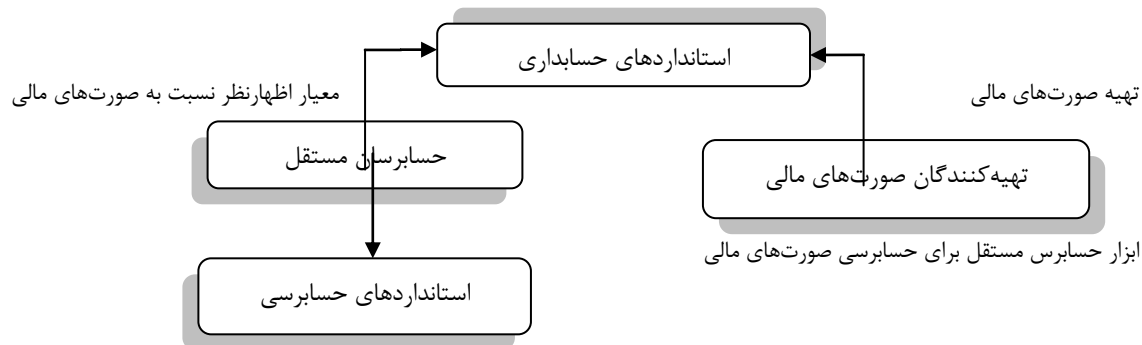 استانداردهای حسابداری
تهیه صورت‌های مالی
معیار اظهارنظر نسبت به صورت‌های مالی
تهیه‌کنندگان صورت‌های مالی
حسابرسان مستقل
ابزار حسابرس مستقل برای حسابرسی صورت‌های مالی
استانداردهای حسابرسی